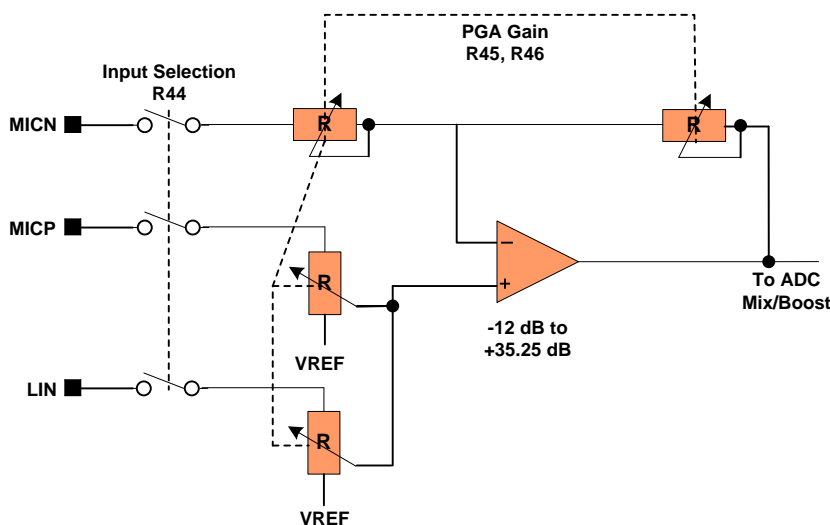 PGA Gain
R45, R46
Input Selection
R44
MICN
R
R
MICP
R
−
+
To ADC
Mix/Boost
-12 dB to
+35.25 dB
VREF
LIN
R
VREF